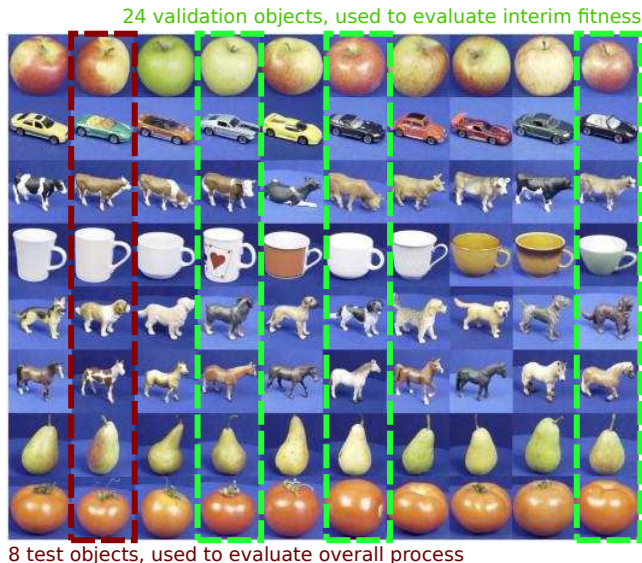 24 validation objects, used to evaluate interim fitness
8 test objects, used to evaluate overall process